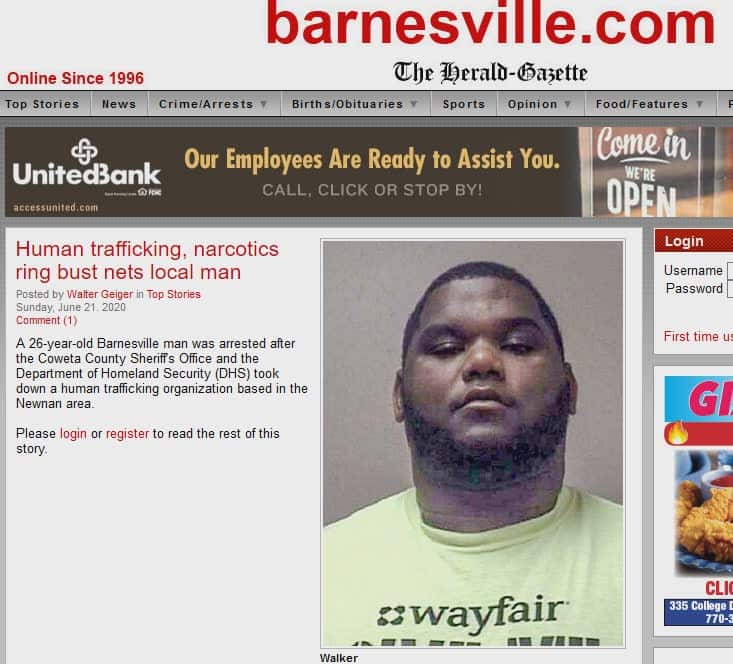 barnesville.com
Online Since 1996
The Herald-Gazette
Top Stories News Crime/Arrests Births/Obituaries Sports Opinion Food/Features
UnitedBank
accessunited.com
Our Employees Are Ready to Assist You.
CALL, CLICK OR STOP BY!
Come in
WE'RE
OPEN
Human trafficking, narcotics
ring bust nets local man
Posted by Walter Geiger in Top Stories
Sunday, June 21. 2020
Comment (1)
A 26-year-old Barnesville man was arrested after
the Coweta County Sheriff's Office and the
Department of Homeland Security (DHS) took
down a human trafficking organization based in the
Newnan area.
Please login or register to read the rest of this
story.
wayfair
Walker
Login
Username
Password
First time us
GI
CLIC
335 College D
770-3